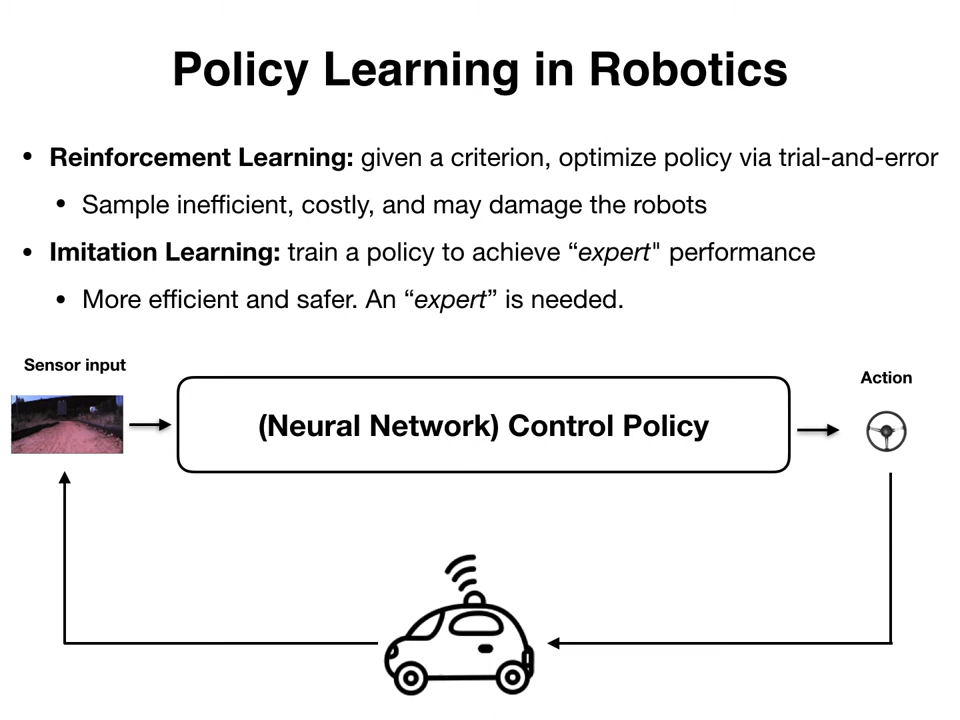 Policy Learning in Robotics
• Reinforcement Learning: given a criterion, optimize policy via trial-and-error
• Sample inefficient, costly, and may damage the robots
• Imitation Learning: train a policy to achieve “expert" performance
• More efficient and safer. An “expert” is needed.
Sensor input
Action
(Neural Network) Control Policy